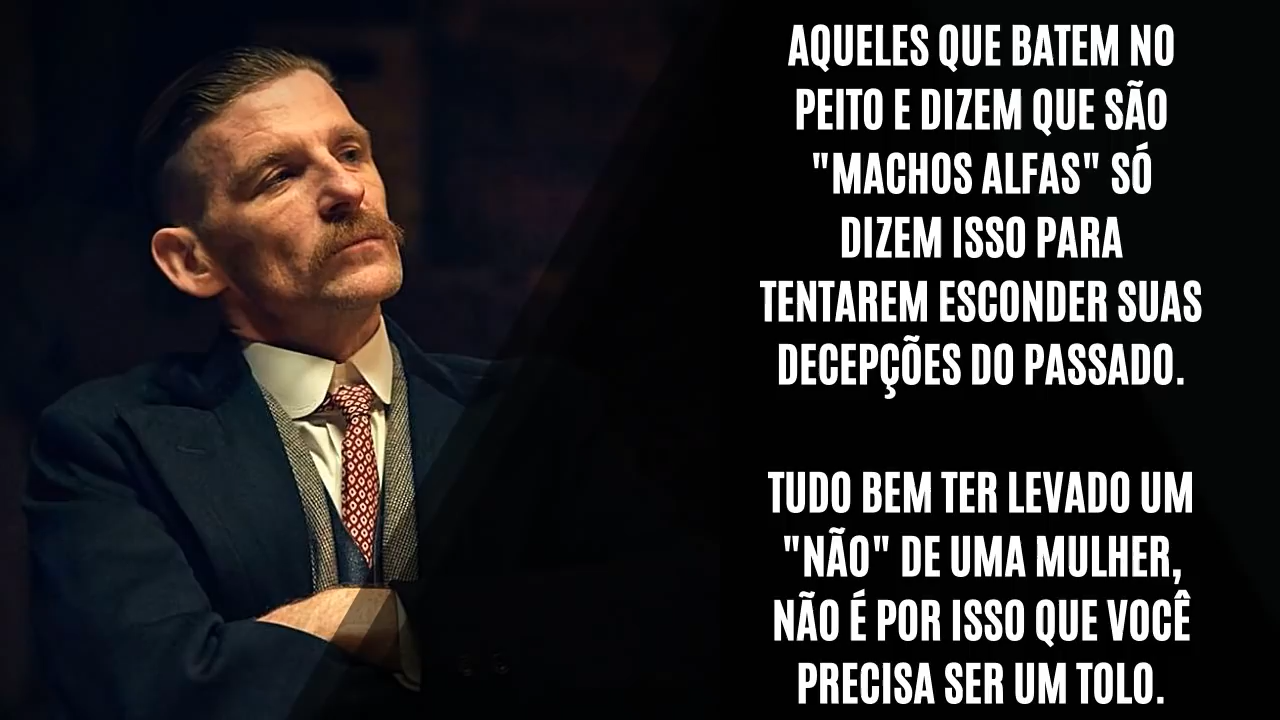 AQUELES QUE BATEM NO
PEITO E DIZEM QUE SÃO
"MACHOS ALFAS" SÓ
DIZEM ISSO PARA
TENTAREM ESCONDER SUAS
DECEPÇÕES DO PASSADO.
TUDO BEM TER LEVADO UM
"NÃO" DE UMA MULHER,
NÃO É POR ISSO QUE VOCÊ
PRECISA SER UM TOLO.